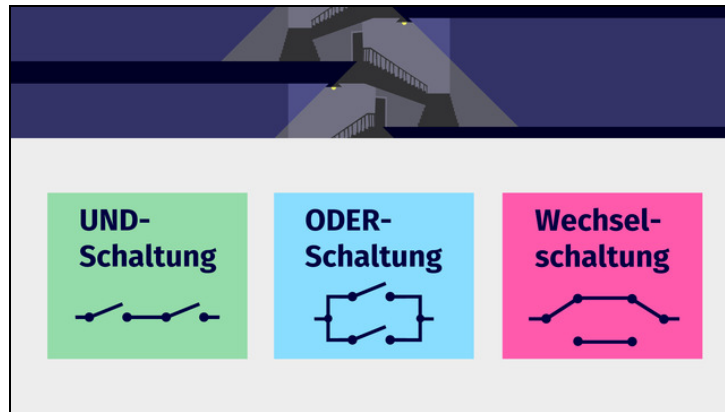 UND-
Schaltung
ODER-
Schaltung
Wechsel-
schaltung